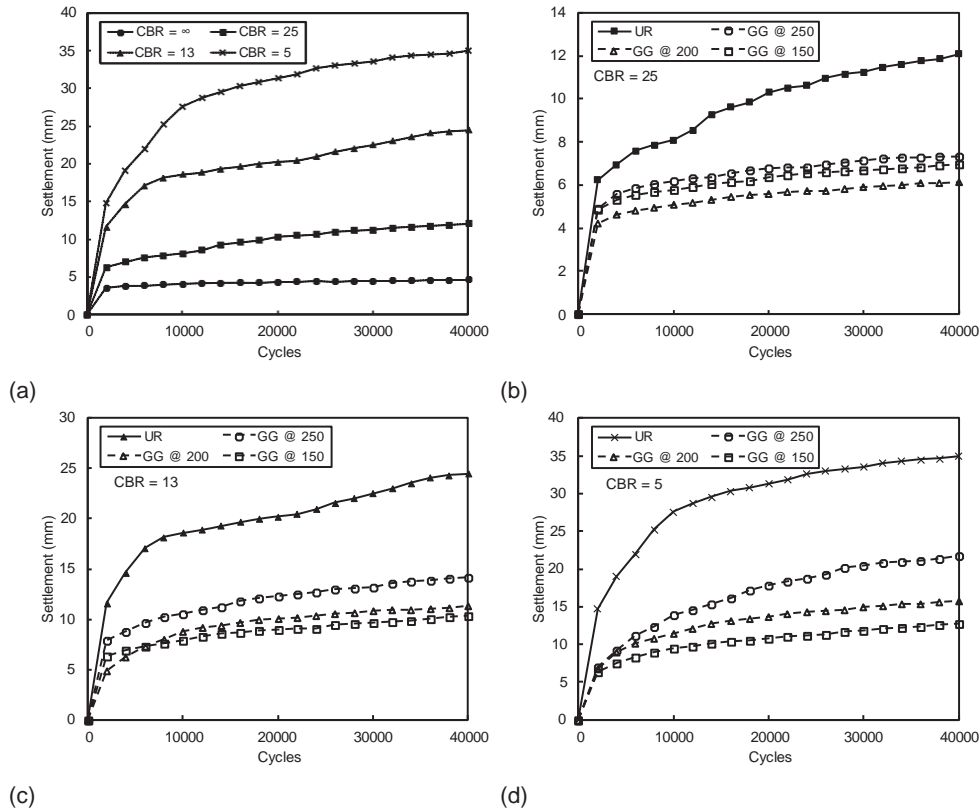 CBR = ∞ CBR = 25
CBR = 13 CBR = 5
40
35
30
25
20
15
10
5
0
Settlement (mm)
0 10000 20000 30000 40000
Cycles
(a)
UR GG @ 250
GG @ 200 GG @ 150
CBR = 25
14
12
10
8
6
4
2
0
Settlement (mm)
0 10000 20000 30000 40000
Cycles
(b)
UR GG @ 250
GG @ 200 GG @ 150
CBR = 13
30
25
20
15
10
5
0
Settlement (mm)
0 10000 20000 30000 40000
Cycles
(c)
UR GG @ 250
GG @ 200 GG @ 150
CBR = 5
40
35
30
25
20
15
10
5
0
Settlement (mm)
0 10000 20000 30000 40000
Cycles
(d)